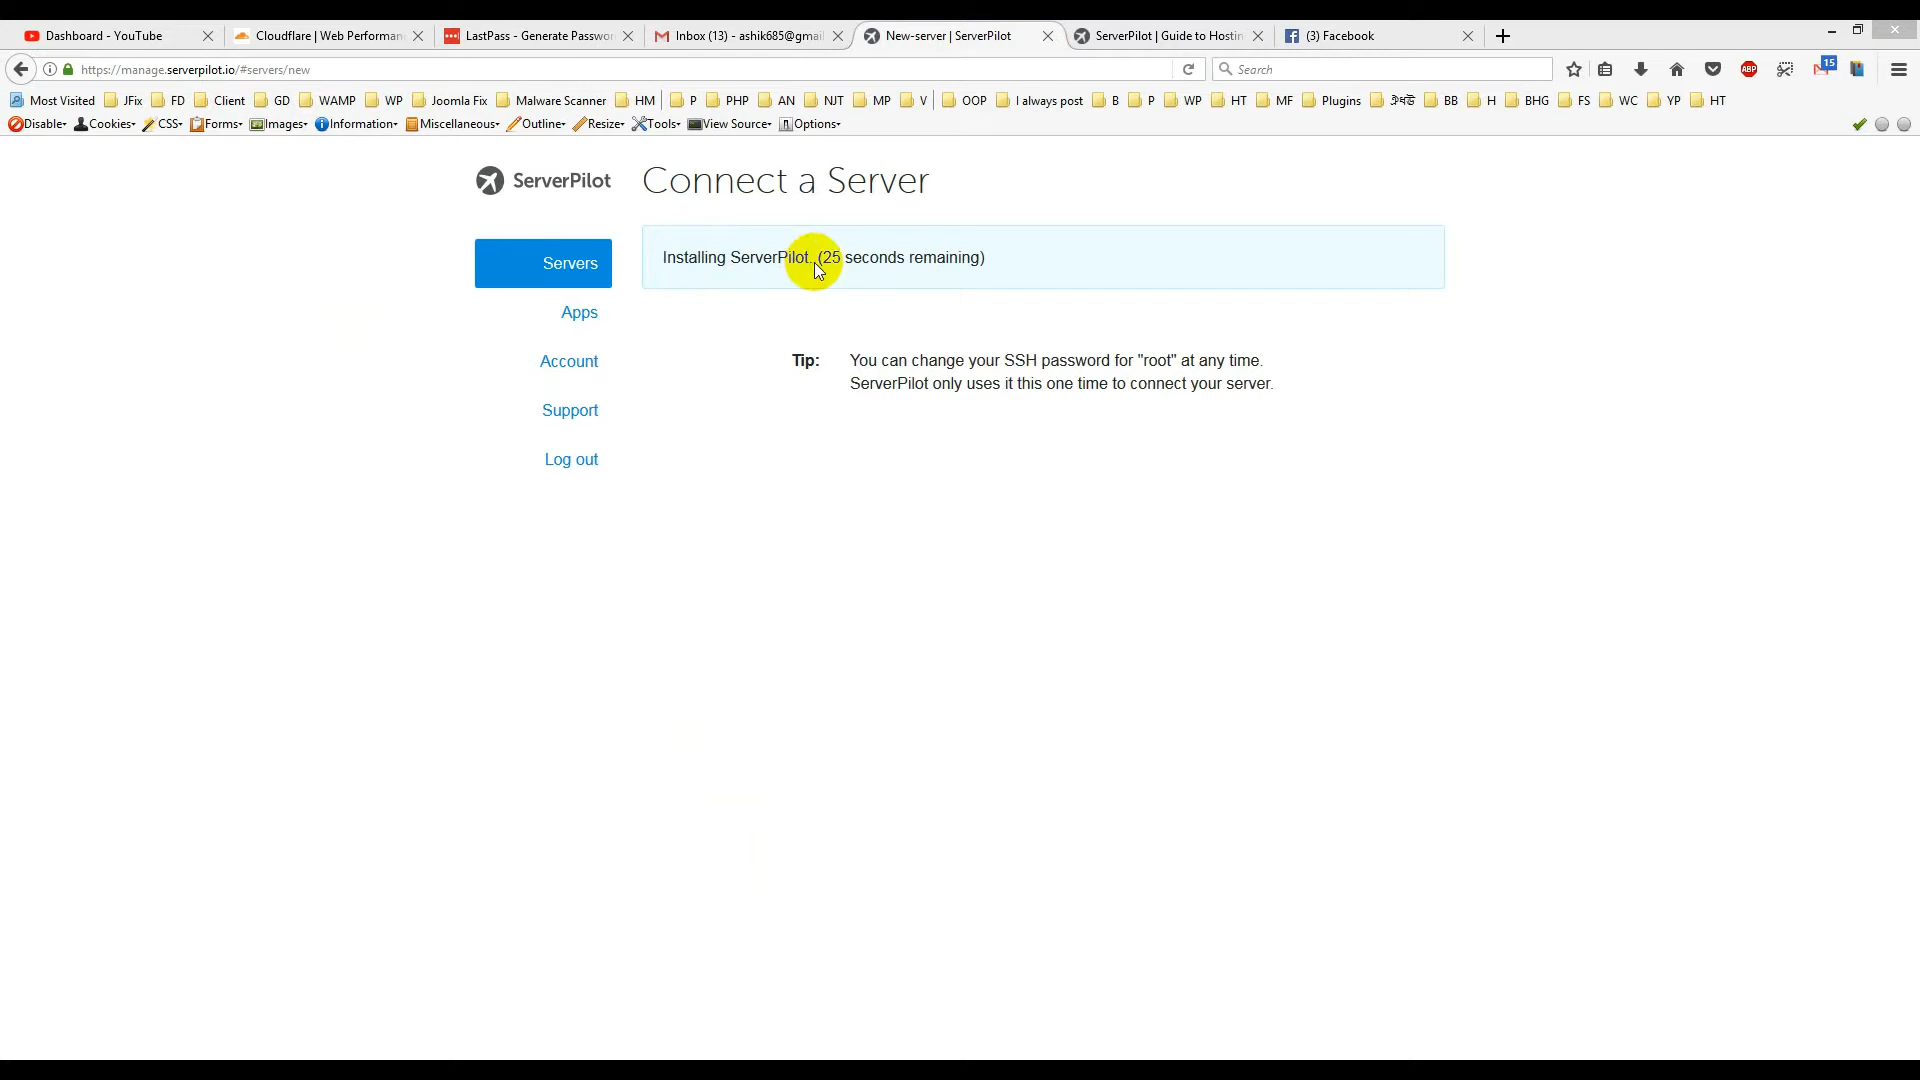 Dashboard - YouTube
Cloudflare | Web Performan
LastPass - Generate Passwo
Inbox (13) - ashik685@gmai
New-server | ServerPilot
ServerPilot | Guide to Hostin
(3) Facebook
https://manage.serverpilot.io/#servers/new
Search
ABP
15
Most Visited JFix FD Client GD WAMP WP Joomla Fix Malware Scanner HM P PHP AN NJT MP V OOP I always post B P WP HT MF Plugins BB H BHG FS WC YP HT
Disable Cookies CSS Forms Images Information Miscellaneous Outline Resize Tools View Source Options
ServerPilot
Connect a Server
Installing ServerPilot. (25 seconds remaining)
Servers
Apps
Account
Support
Log out
Tip: You can change your SSH password for "root" at any time.
ServerPilot only uses it this one time to connect your server.